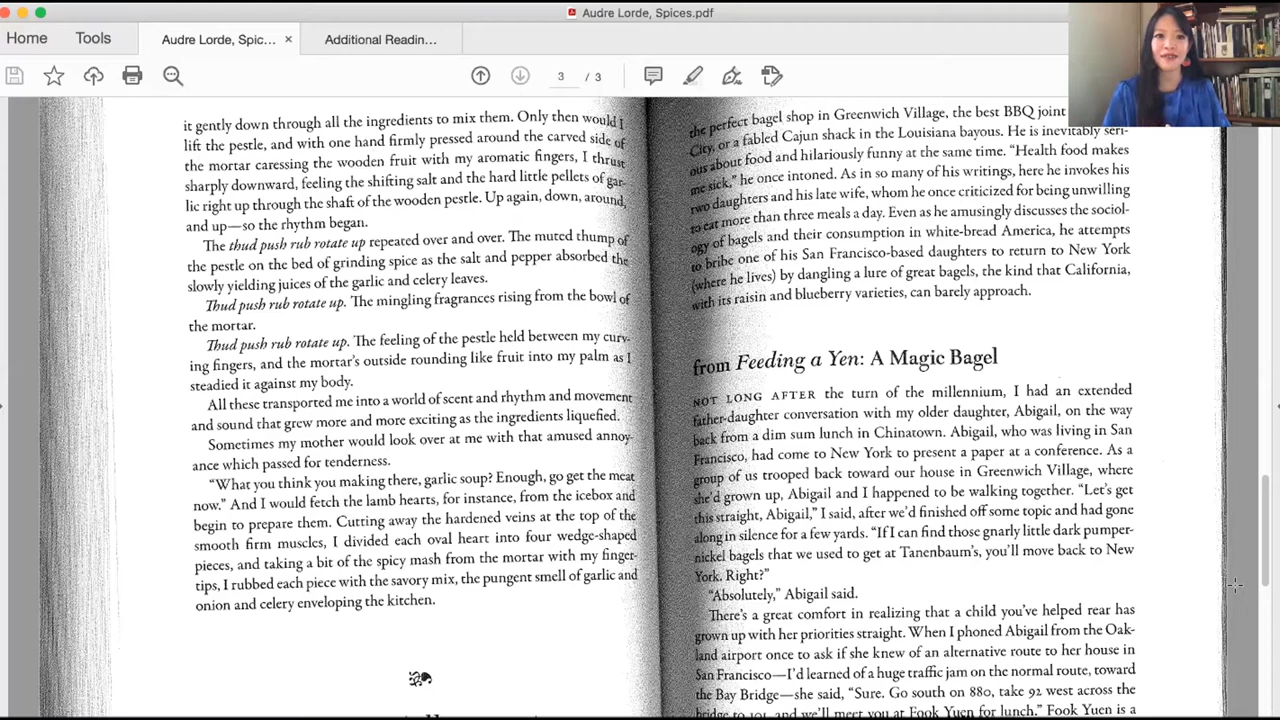 Audre Lorde, Spices.pdf
Home
Tools
Audre Lorde, Spic...
Additional Readin...
3 / 3
it gently down through all the ingredients to mix them. Only then would I
lift the pestle, and with one hand firmly pressed around the carved side of
the mortar caressing the wooden fruit with my aromatic fingers, I thrust
sharply downward, feeling the shifting salt and the hard little pellets of gar-
lic right up through the shaft of the wooden pestle. Up again, down, around,
and up—so the rhythm began.
The thud push rub rotate up repeated over and over. The muted thump of
the pestle on the bed of grinding spice as the salt and pepper absorbed the
slowly yielding juices of the garlic and celery leaves.
Thud push rub rotate up. The mingling fragrances rising from the bowl of
the mortar.
Thud push rub rotate up. The feeling of the pestle held between my curv-
ing fingers, and the mortar's outside rounding like fruit into my palm as I
steadied it against my body.
All these transported me into a world of scent and rhythm and movement
and sound that grew more and more exciting as the ingredients liquefied.
Sometimes my mother would look over at me with that amused annoy-
ance which passed for tenderness.
“What you think you making there, garlic soup? Enough, go get the meat
now.” And I would fetch the lamb hearts, for instance, from the icebox and
begin to prepare them. Cutting away the hardened veins at the top of the
smooth firm muscles, I divided each oval heart into four wedge-shaped
pieces, and taking a bit of the spicy mash from the mortar with my finger-
tips, I rubbed each piece with the savory mix, the pungent smell of garlic and
onion and celery enveloping the kitchen.
the perfect bagel shop in Greenwich Village, the best BBQ joint
City, or a fabled Cajun shack in the Louisiana bayous. He is inevitably seri-
ous about food and hilariously funny at the same time. “Health food makes
me sick,” he once intoned. As in so many of his writings, here he invokes his
two daughters and his late wife, whom he once criticized for being unwilling
to eat more than three meals a day. Even as he amusingly discusses the sociol-
ogy of bagels and their consumption in white-bread America, he attempts
to bribe one of his San Francisco-based daughters to return to New York
(where he lives) by dangling a lure of great bagels, the kind that California,
with its raisin and blueberry varieties, can barely approach.
from Feeding a Yen: A Magic Bagel
NOT LONG AFTER the turn of the millennium, I had an extended
father-daughter conversation with my older daughter, Abigail, on the way
back from a dim sum lunch in Chinatown. Abigail, who was living in San
Francisco, had come to New York to present a paper at a conference. As a
group of us trooped back toward our house in Greenwich Village, where
she'd grown up, Abigail and I happened to be walking together. “Let's get
this straight, Abigail,” I said, after we'd finished off some topic and had gone
along in silence for a few yards. “If I can find those gnarly little dark pumper-
nickel bagels that we used to get at Tanenbaum's, you'll move back to New
York. Right?”
“Absolutely,” Abigail said.
There's a great comfort in realizing that a child you've helped rear has
grown up with her priorities straight. When I phoned Abigail from the Oak-
land airport once to ask if she knew of an alternative route to her house in
San Francisco—I'd learned of a huge traffic jam on the normal route, toward
the Bay Bridge—she said, “Sure. Go south on 880, take 92 west across the
bridge to 101, and we'll meet you at Fook Yuen for lunch.” Fook Yuen is a